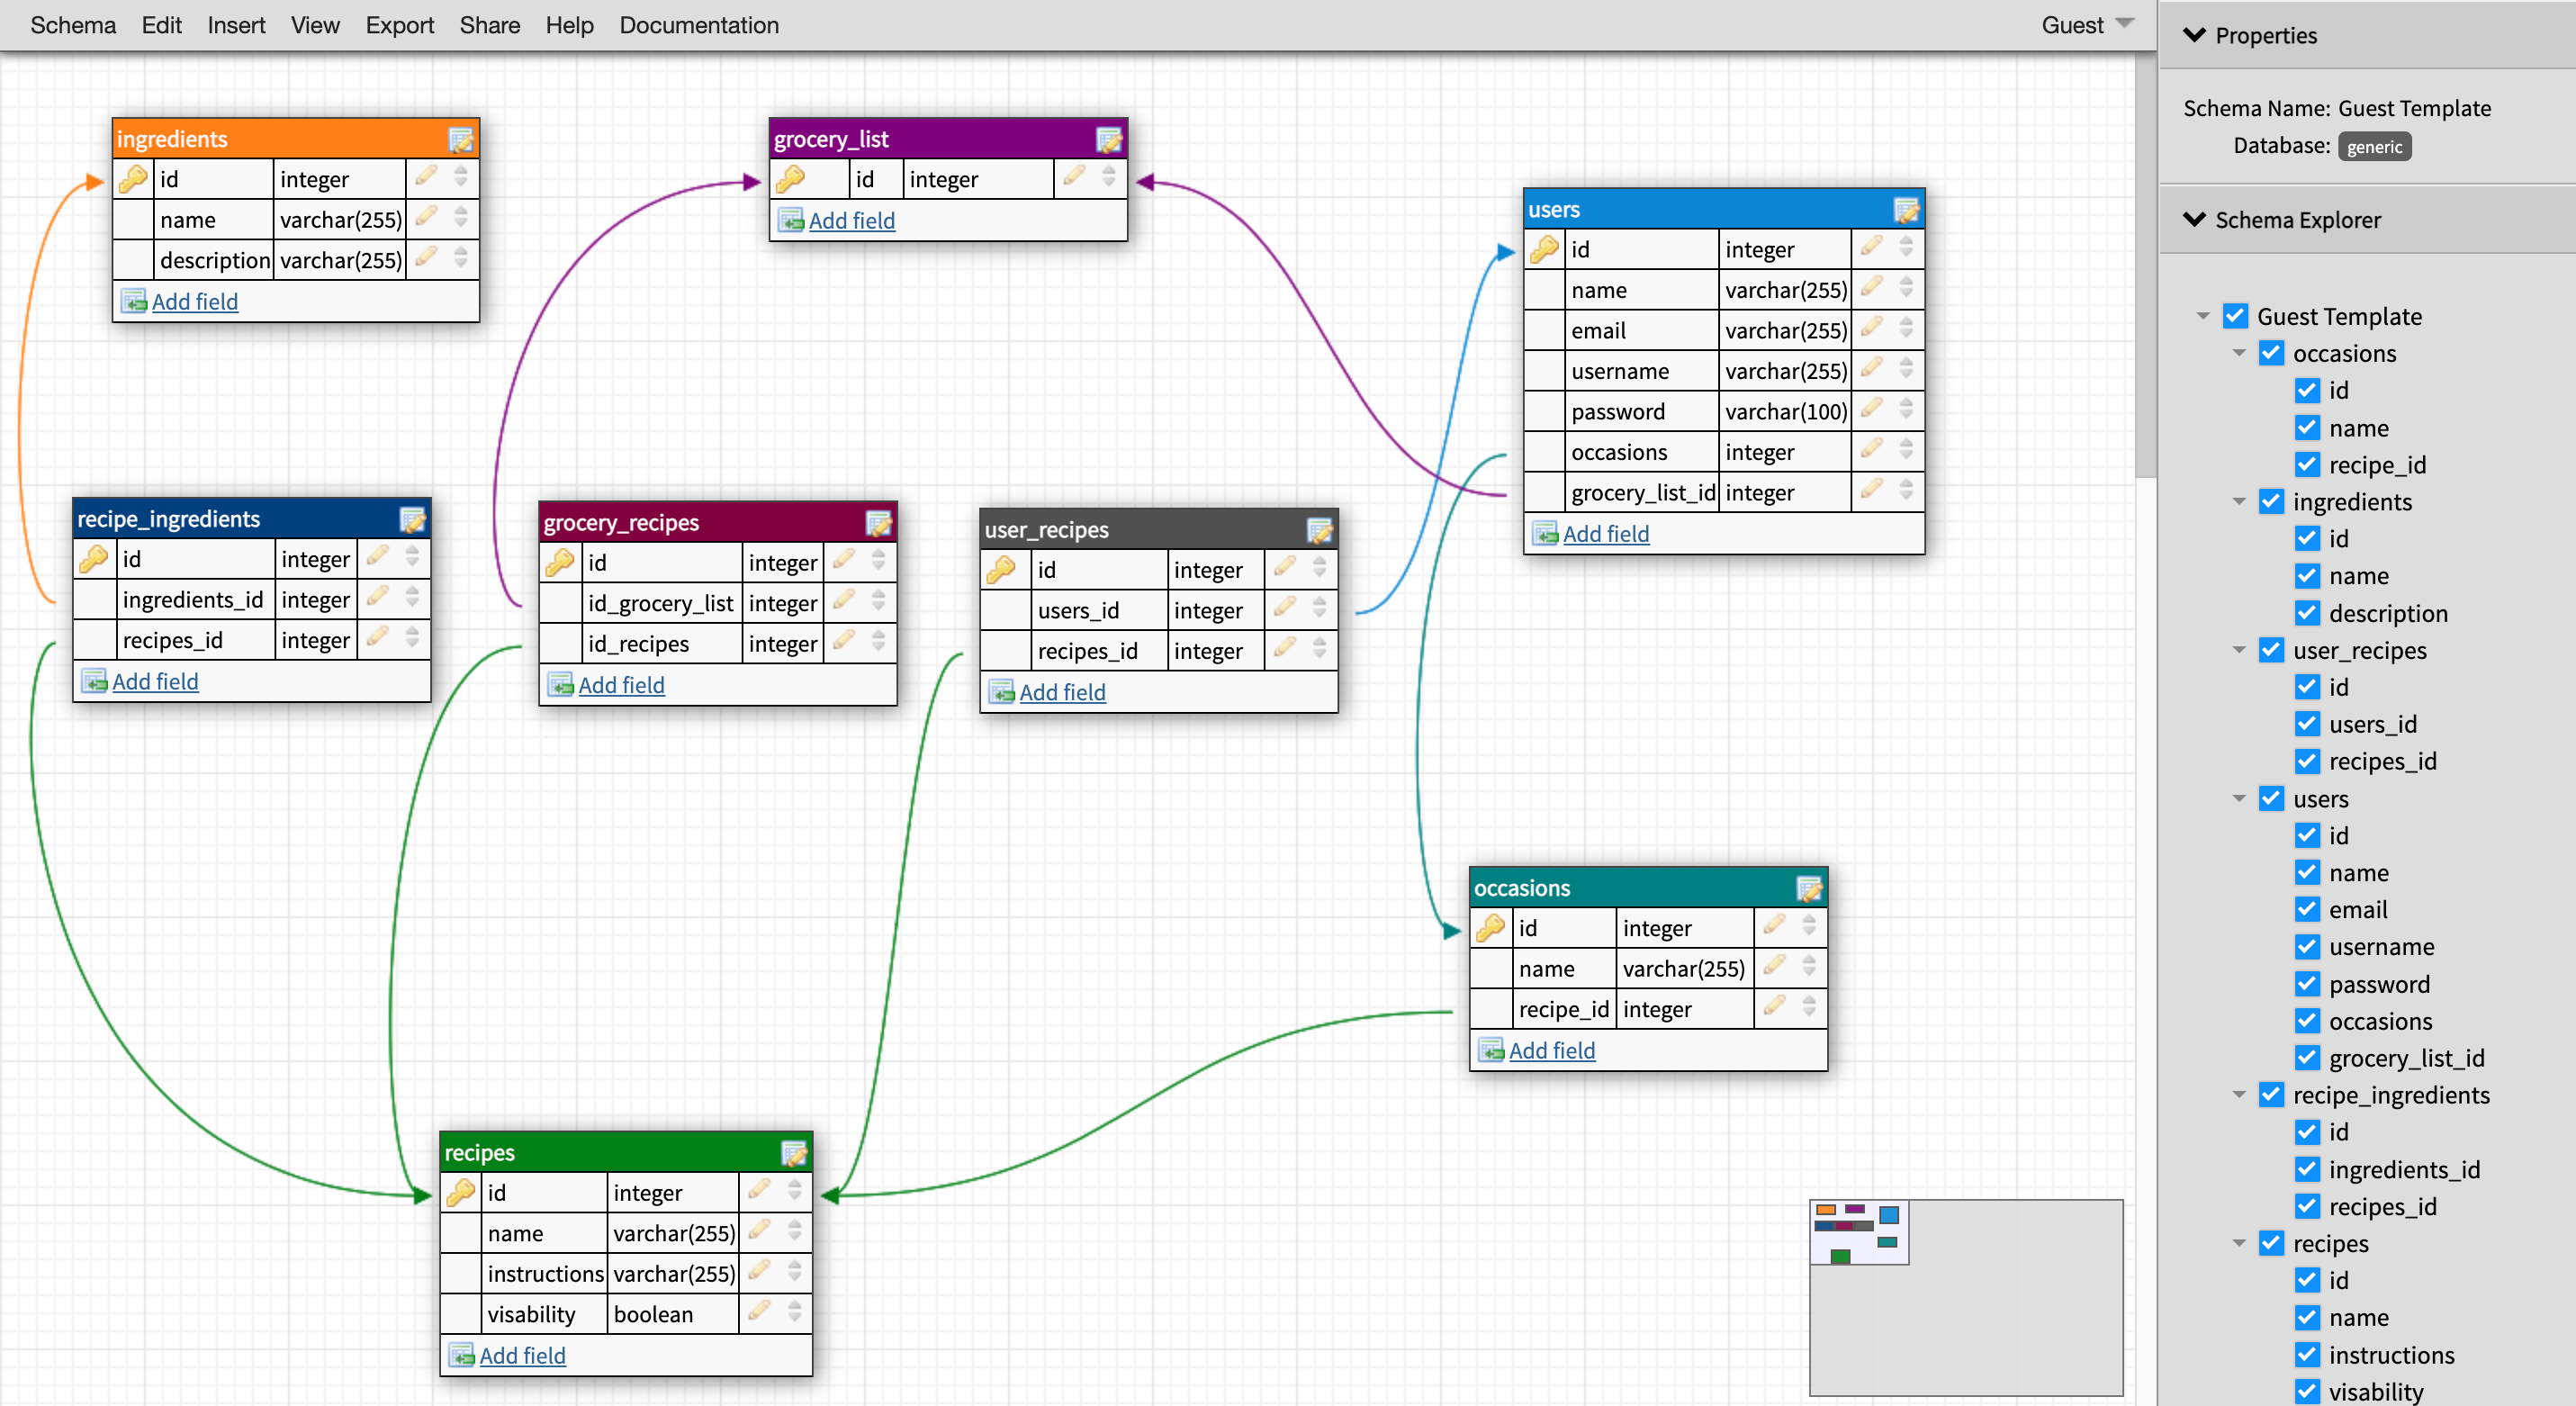 Schema Edit Insert View Export Share Help Documentation Guest
ingredients
id integer
name varchar(255)
description varchar(255)
Add field
grocery_list
id integer
Add field
users
id integer
name varchar(255)
email varchar(255)
username varchar(255)
password varchar(100)
occasions integer
grocery_list_id integer
Add field
recipe_ingredients
id integer
ingredients_id integer
recipes_id integer
Add field
grocery_recipes
id integer
id_grocery_list integer
id_recipes integer
Add field
user_recipes
id integer
users_id integer
recipes_id integer
Add field
occasions
id integer
name varchar(255)
recipe_id integer
Add field
recipes
id integer
name varchar(255)
instructions varchar(255)
visability boolean
Add field
Properties
Schema Name: Guest Template
Database: generic
Schema Explorer
Guest Template
occasions
id
name
recipe_id
ingredients
id
name
description
user_recipes
id
users_id
recipes_id
users
id
name
email
username
password
occasions
grocery_list_id
recipe_ingredients
id
ingredients_id
recipes_id
recipes
id
name
instructions
visability